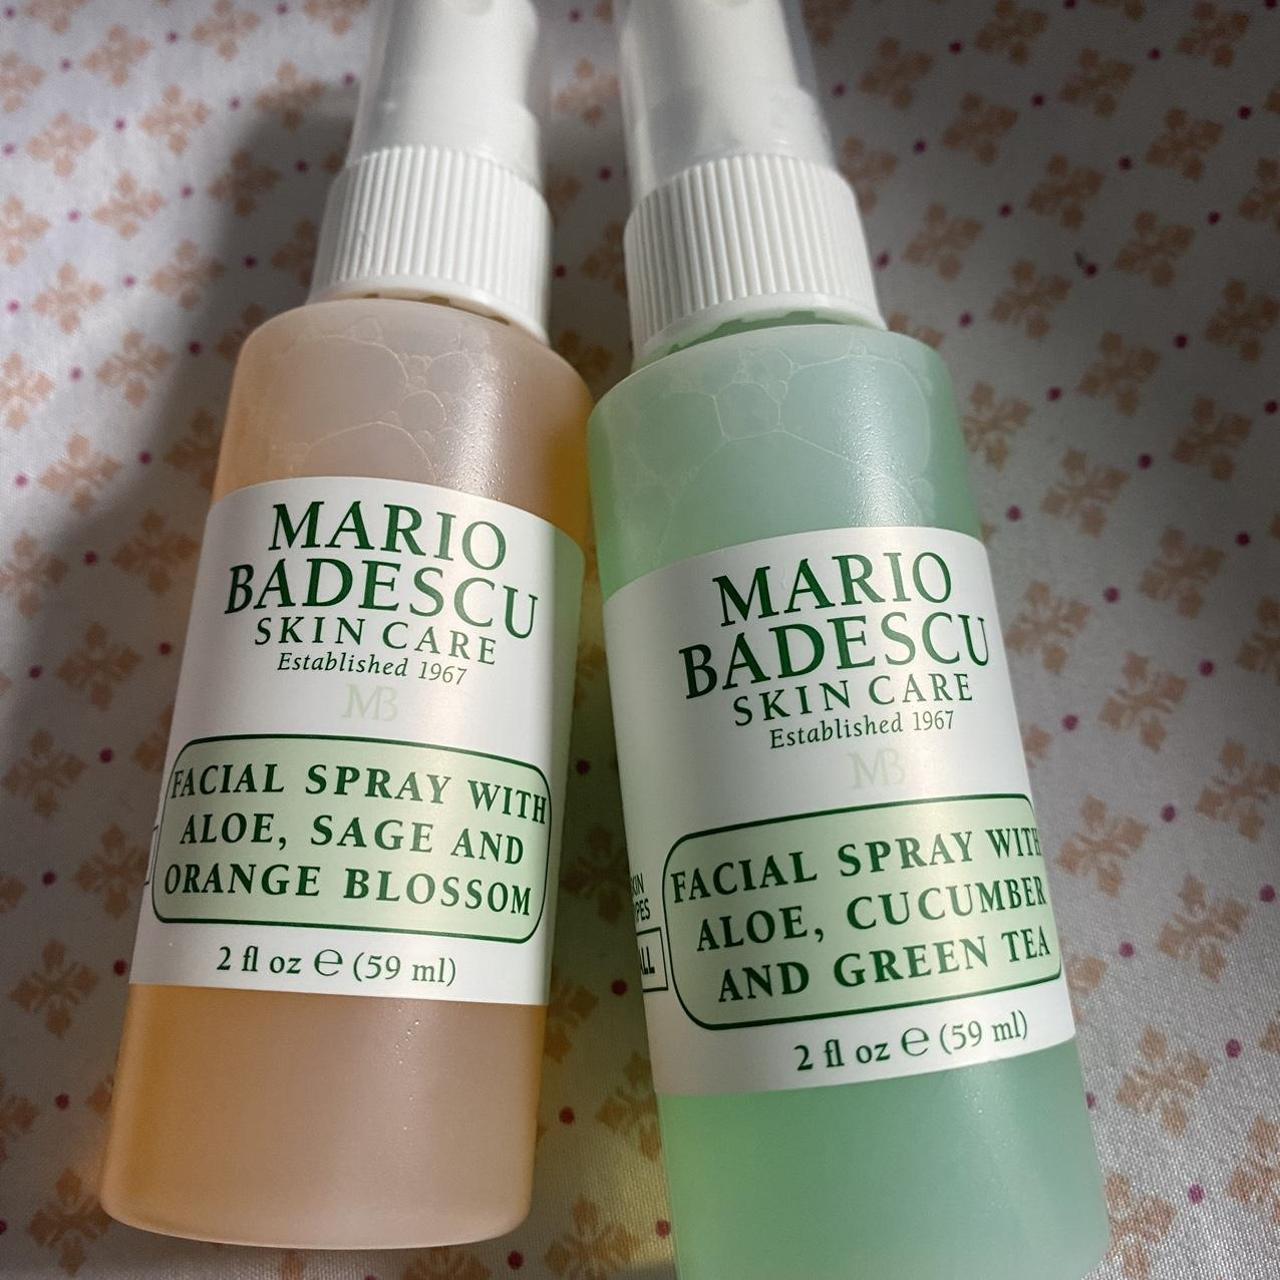 MARIO
BADESCU
SKIN CARE
Established 1967
MB
FACIAL SPRAY WITH
ALOE, SAGE AND
ORANGE BLOSSOM
2 fl oz ℮ (59 ml)
MARIO
BADESCU
SKIN CARE
Established 1967
MB
FACIAL SPRAY WITH
ALOE, CUCUMBER
AND GREEN TEA
2 fl oz ℮ (59 ml)